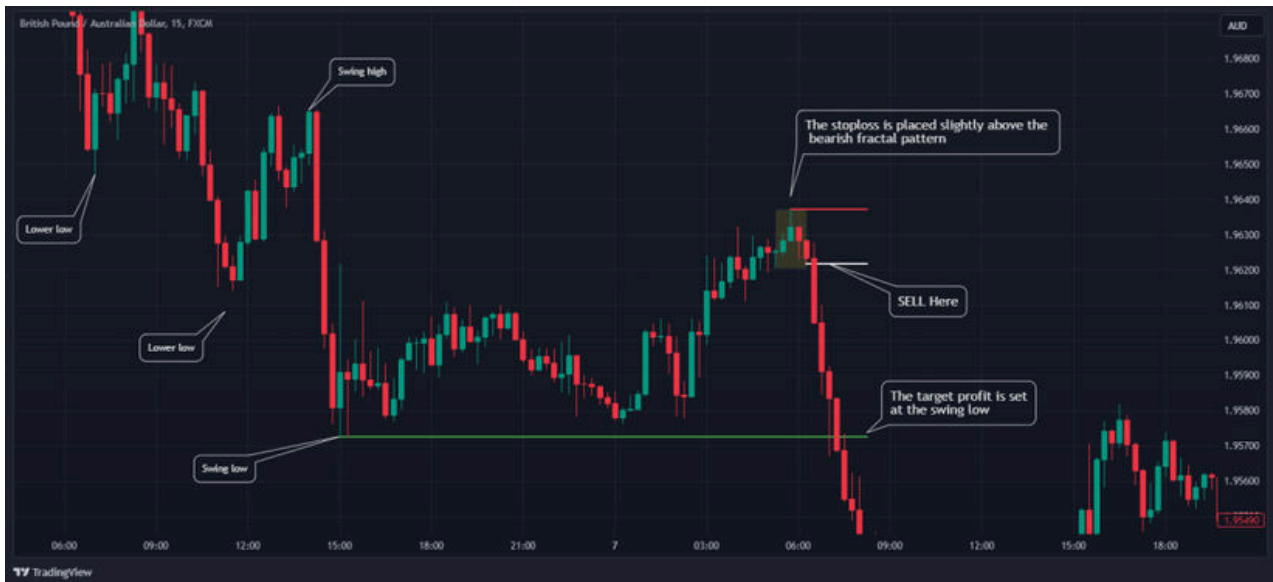 British Pound / Australian Dollar, 15, FXCM
AUD
1.96800
1.96700
1.96600
1.96500
1.96400
1.96300
1.96200
1.96100
1.96000
1.95900
1.95800
1.95700
1.95600
1.95490
Swing high
The stoploss is placed slightly above the
bearish fractal pattern
Lower low
SELL Here
Lower low
The target profit is set
at the swing low
Swing low
06:00 09:00 12:00 15:00 18:00 21:00 7 03:00 06:00 09:00 12:00 15:00 18:00
TradingView